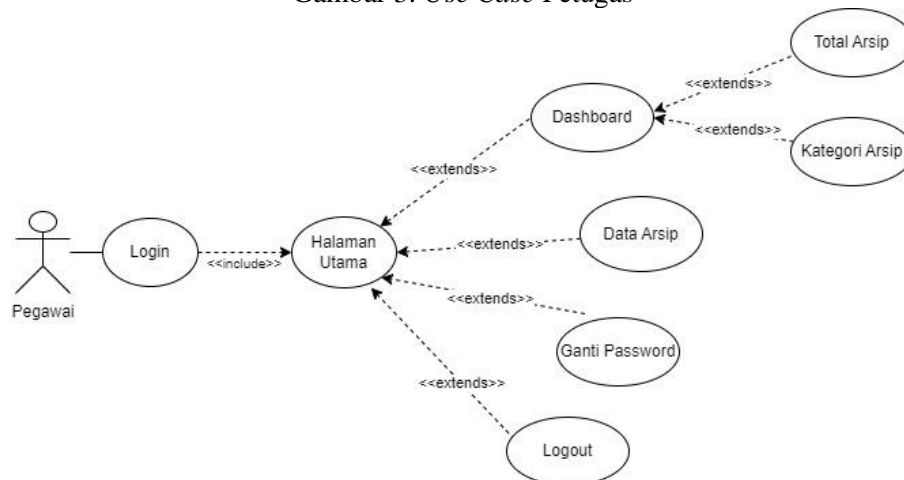 Gambar 3. Use Case Petugas
Total Arsip
<<extends>>
Dashboard
<<extends>>
Kategori Arsip
<<extends>>
Data Arsip
<<extends>>
Halaman
Utama
Login
<<include>>
Pegawai
<<extends>>
Ganti Password
<<extends>>
Logout